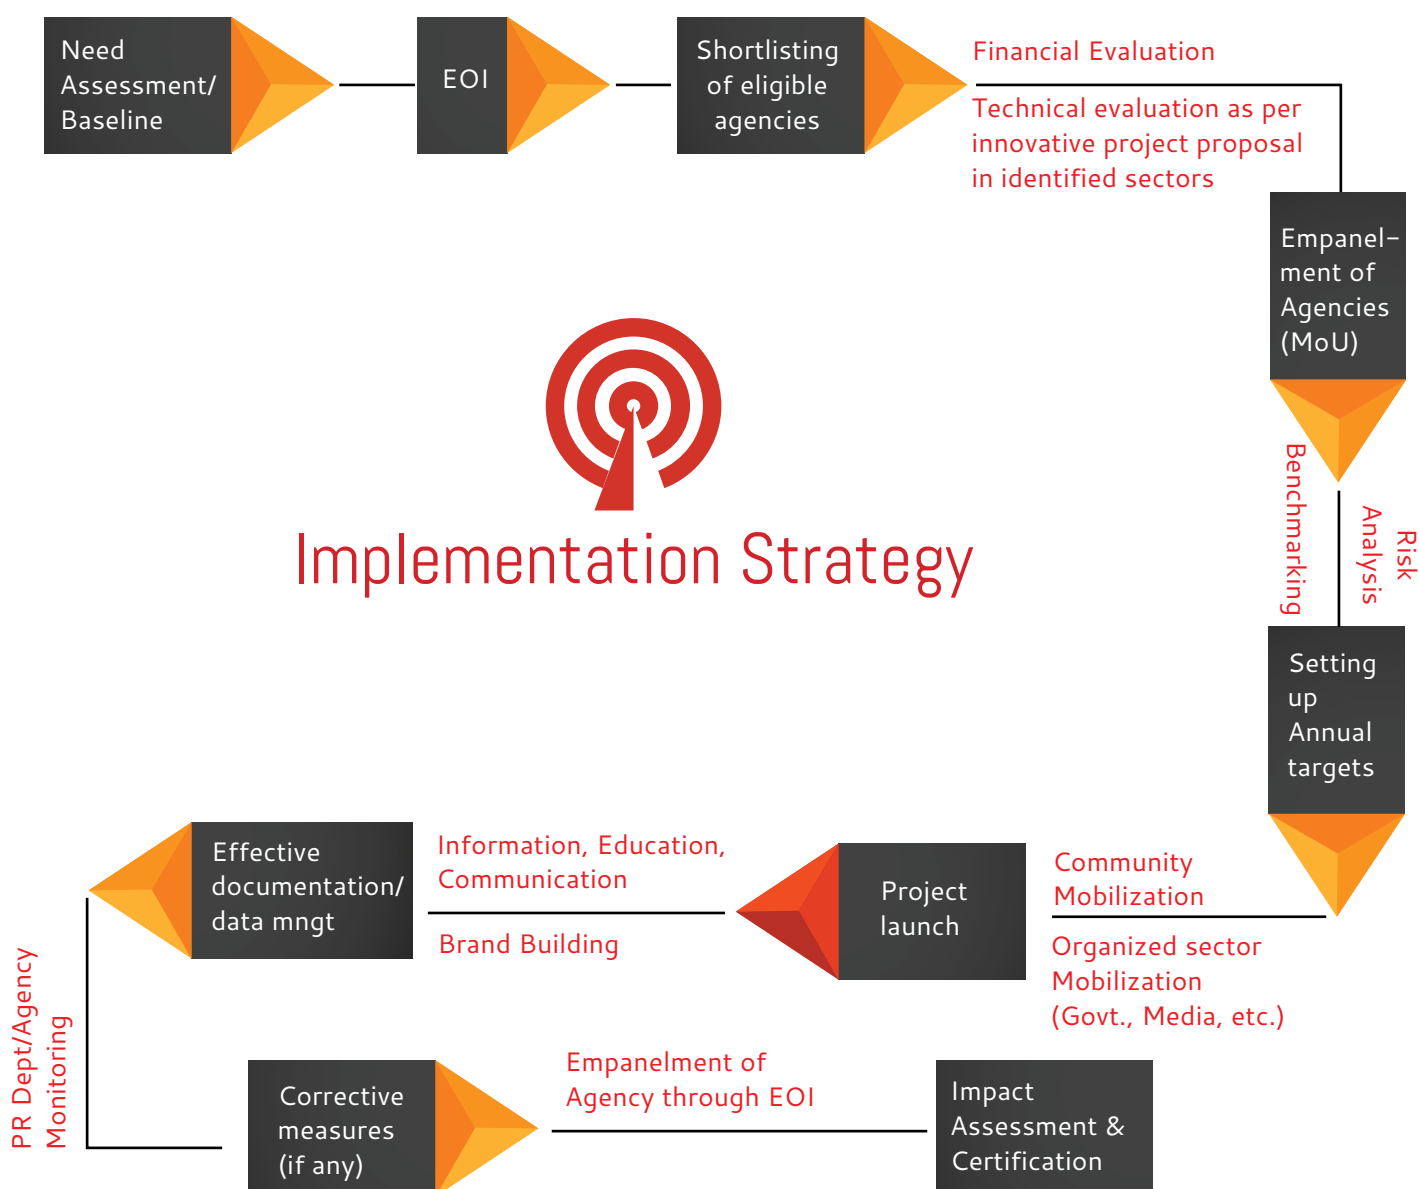 Need
Assessment/
Baseline
EOI
Shortlisting
of eligible
agencies
Financial Evaluation
Technical evaluation as per
innovative project proposal
in identified sectors
Empanel-
ment of
Agencies
(MoU)
Benchmarking
Risk
Analysis
Implementation Strategy
Setting
up
Annual
targets
Community
Mobilization
Organized sector
Mobilization
(Govt., Media, etc.)
Project
launch
Information, Education,
Communication
Brand Building
Effective
documentation/
data mngt
PR Dept/Agency
Monitoring
Corrective
measures
(if any)
Empanelment of
Agency through EOI
Impact
Assessment &
Certification